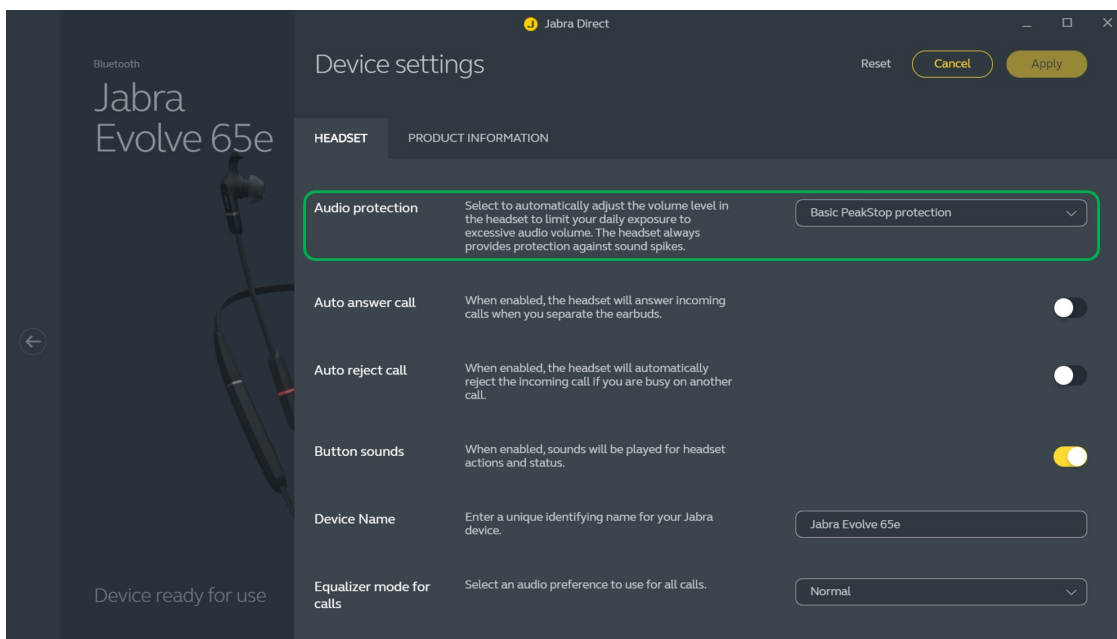 Jabra Direct
Bluetooth
Jabra
Evolve 65e
Device ready for use
Device settings
Reset
Cancel
Apply
HEADSET
PRODUCT INFORMATION
Audio protection
Select to automatically adjust the volume level in
the headset to limit your daily exposure to
excessive audio volume. The headset always
provides protection against sound spikes.
Basic PeakStop protection
Auto answer call
When enabled, the headset will answer incoming
calls when you separate the earbuds.
Auto reject call
When enabled, the headset will automatically
reject the incoming call if you are busy on another
call.
Button sounds
When enabled, sounds will be played for headset
actions and status.
Device Name
Enter a unique identifying name for your Jabra
device.
Jabra Evolve 65e
Equalizer mode for
calls
Select an audio preference to use for all calls.
Normal